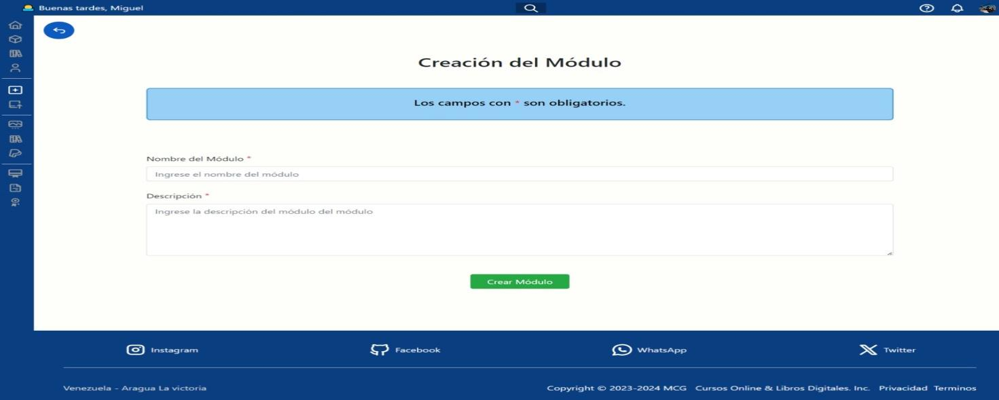 Buenas tardes, Miguel
Creación del Módulo
Los campos con * son obligatorios.
Nombre del Módulo *
Ingrese el nombre del módulo
Descripción *
Ingrese la descripción del módulo del módulo
Crear Módulo
Instagram Facebook WhatsApp Twitter
Venezuela - Aragua La victoria Copyright © 2023-2024 MCG Cursos Online & Libros Digitales. Inc. Privacidad Terminos